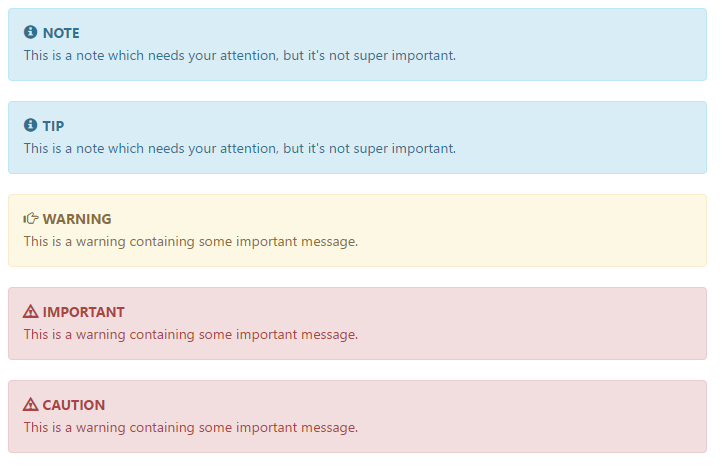 NOTE
This is a note which needs your attention, but it's not super important.
TIP
This is a note which needs your attention, but it's not super important.
WARNING
This is a warning containing some important message.
IMPORTANT
This is a warning containing some important message.
CAUTION
This is a warning containing some important message.